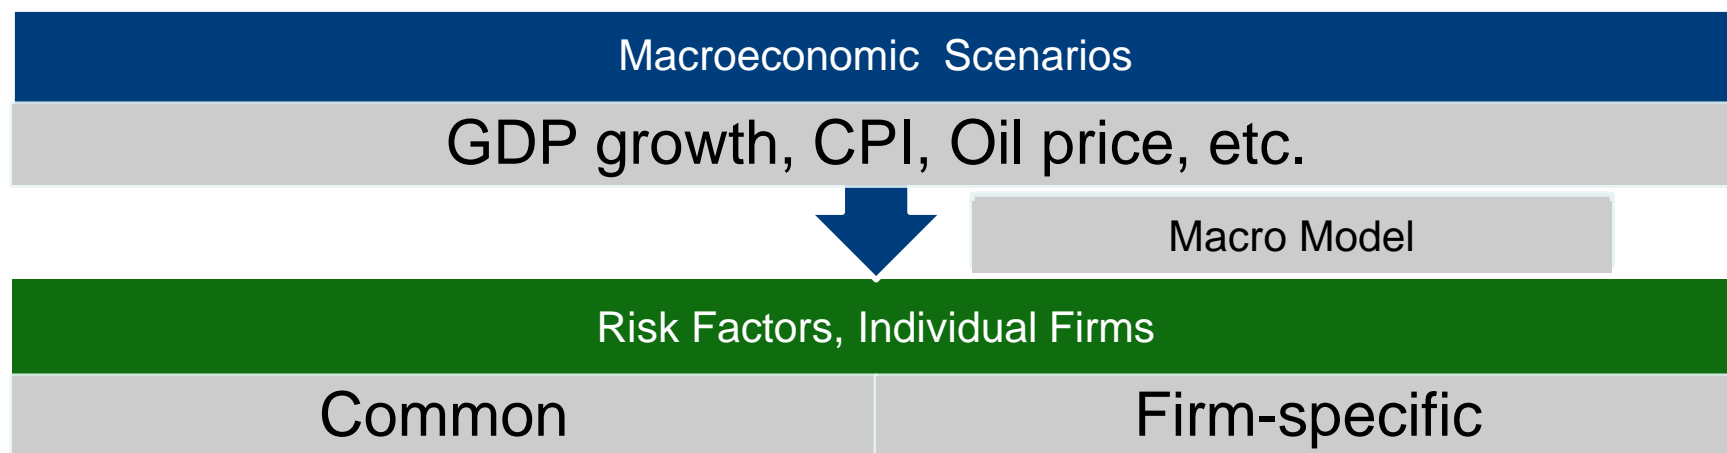 Macroeconomic  Scenarios
GDP growth, CPI, Oil price, etc.
Macro Model
Risk Factors, Individual Firms
Common
Firm-specific